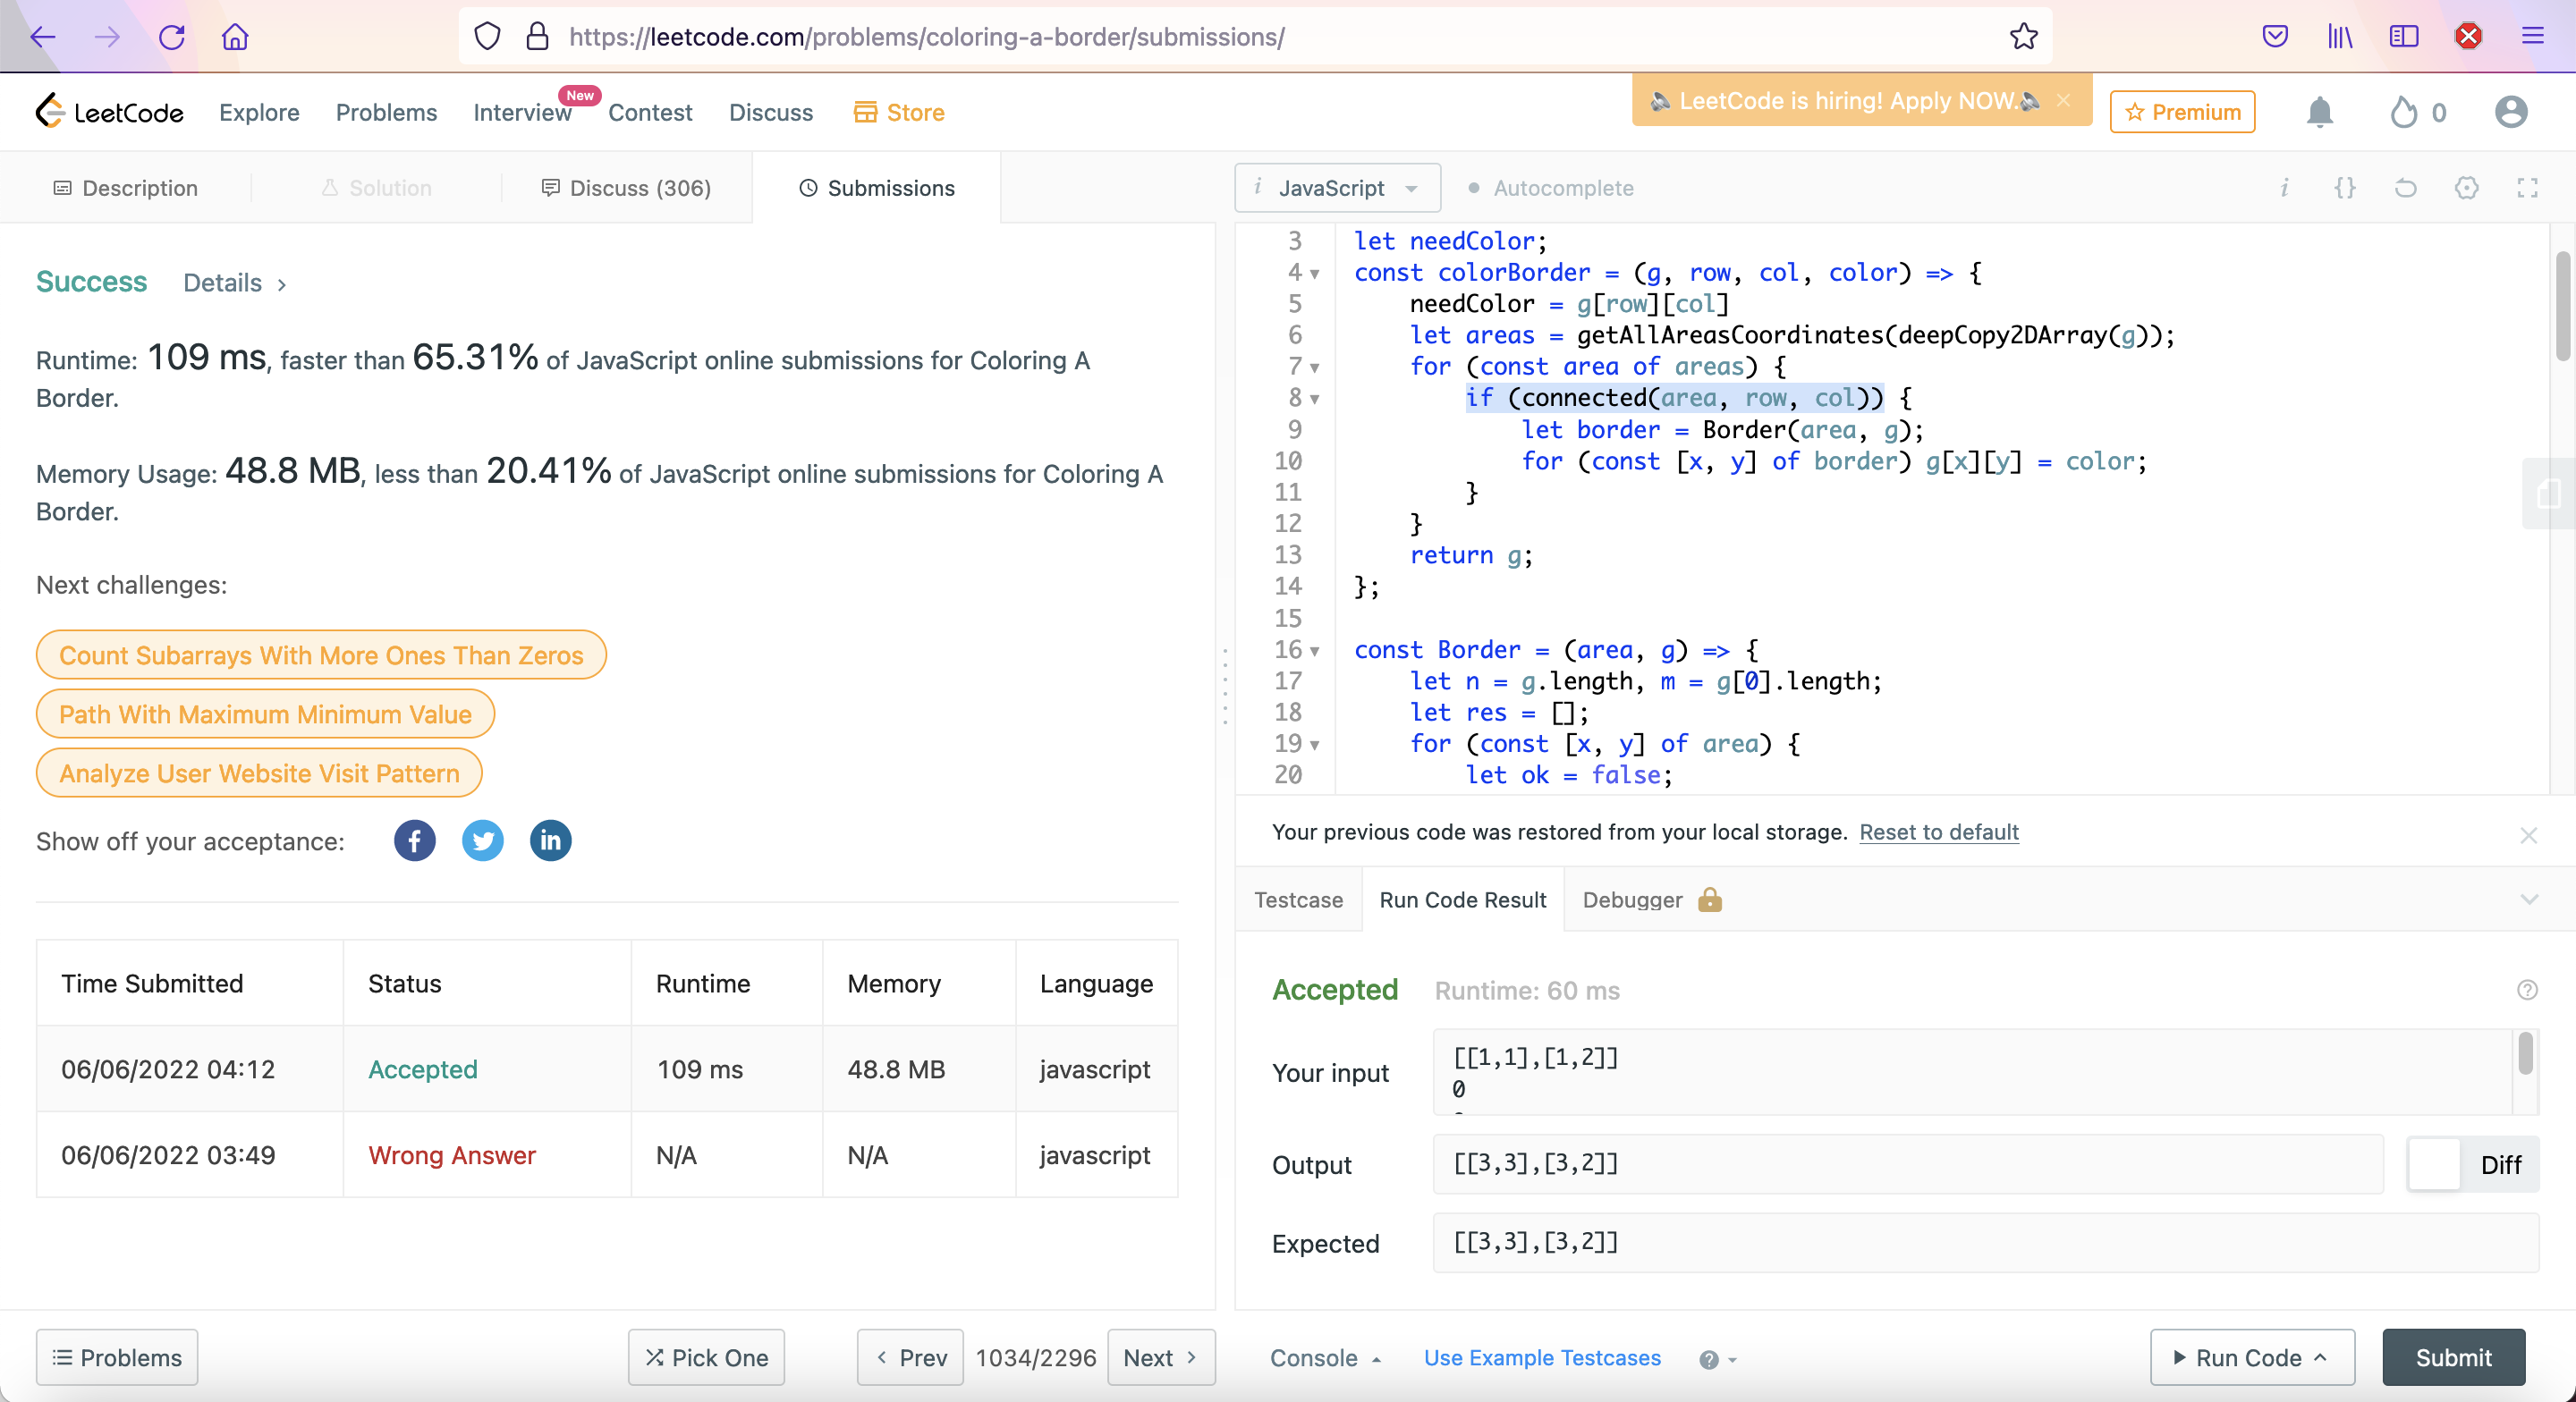 https://leetcode.com/problems/coloring-a-border/submissions/
LeetCode
Explore
Problems
Interview
New
Contest
Discuss
Store
LeetCode is hiring! Apply NOW.
Premium
0
Description
Solution
Discuss (306)
Submissions
i JavaScript
Autocomplete
Success Details
Runtime: 109 ms, faster than 65.31% of JavaScript online submissions for Coloring A
Border.
Memory Usage: 48.8 MB, less than 20.41% of JavaScript online submissions for Coloring A
Border.
Next challenges:
Count Subarrays With More Ones Than Zeros
Path With Maximum Minimum Value
Analyze User Website Visit Pattern
Show off your acceptance:
Time Submitted Status Runtime Memory Language
06/06/2022 04:12 Accepted 109 ms 48.8 MB javascript
06/06/2022 03:49 Wrong Answer N/A N/A javascript
Problems
Pick One
Prev
1034/2296
Next
3 let needColor;
4 const colorBorder = (g, row, col, color) => {
5 needColor = g[row][col]
6 let areas = getAllAreasCoordinates(deepCopy2DArray(g));
7 for (const area of areas) {
8 if (connected(area, row, col)) {
9 let border = Border(area, g);
10 for (const [x, y] of border) g[x][y] = color;
11 }
12 }
13 return g;
14 };
15
16 const Border = (area, g) => {
17 let n = g.length, m = g[0].length;
18 let res = [];
19 for (const [x, y] of area) {
20 let ok = false;
Your previous code was restored from your local storage. Reset to default
Testcase
Run Code Result
Debugger
Accepted Runtime: 60 ms
Your input
[[1,1],[1,2]]
0
Output
[[3,3],[3,2]]
Diff
Expected
[[3,3],[3,2]]
Console
Use Example Testcases
Run Code
Submit